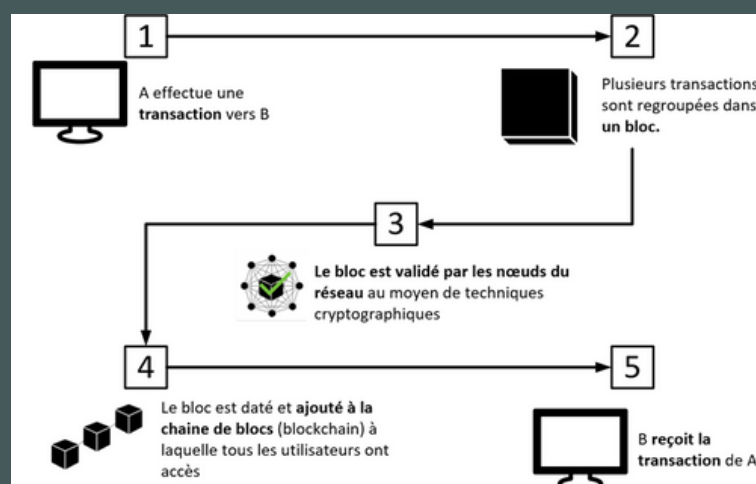 1
2
A effectue une
transaction vers B
Plusieurs transactions
sont regroupées dans
un bloc.
3
Le bloc est validé par les nœuds du
réseau au moyen de techniques
cryptographiques
4
5
Le bloc est daté et ajouté à la
chaine de blocs (blockchain) à
laquelle tous les utilisateurs ont
accès
B reçoit la
transaction de A